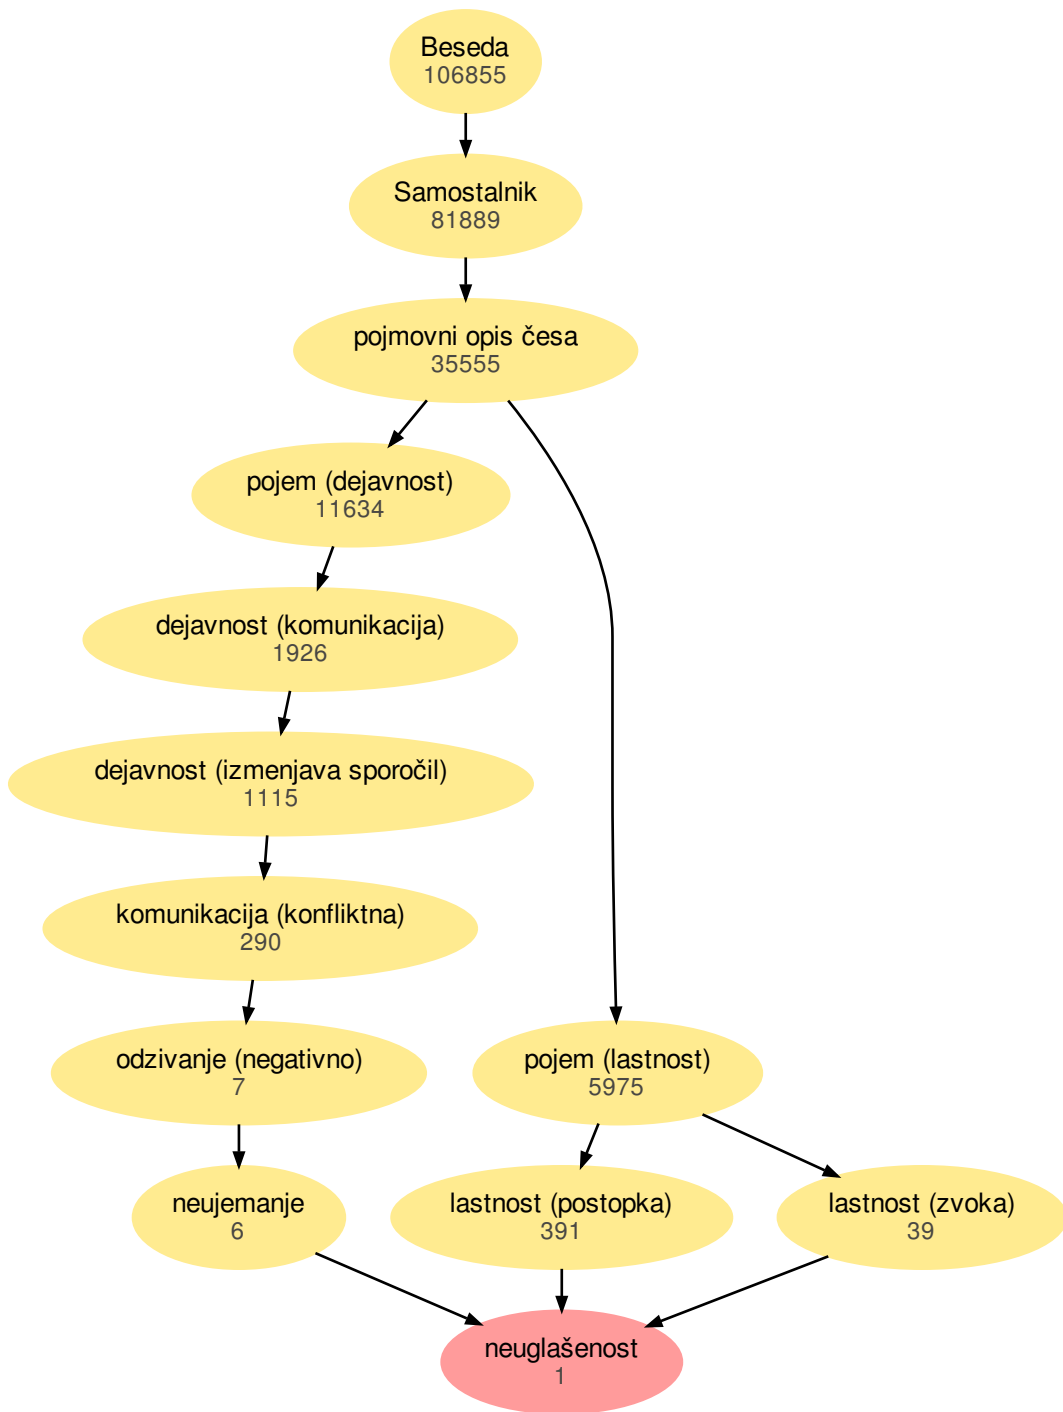 Beseda
106855
Samostalnik
81889
pojmovni opis česa
35555
pojem (dejavnost)
11634
dejavnost (komunikacija)
1926
dejavnost (izmenjava sporočil)
1115
komunikacija (konfliktna)
290
odzivanje (negativno)
7
pojem (lastnost)
5975
neujemanje
6
lastnost (postopka)
391
lastnost (zvoka)
39
neuglašenost
1